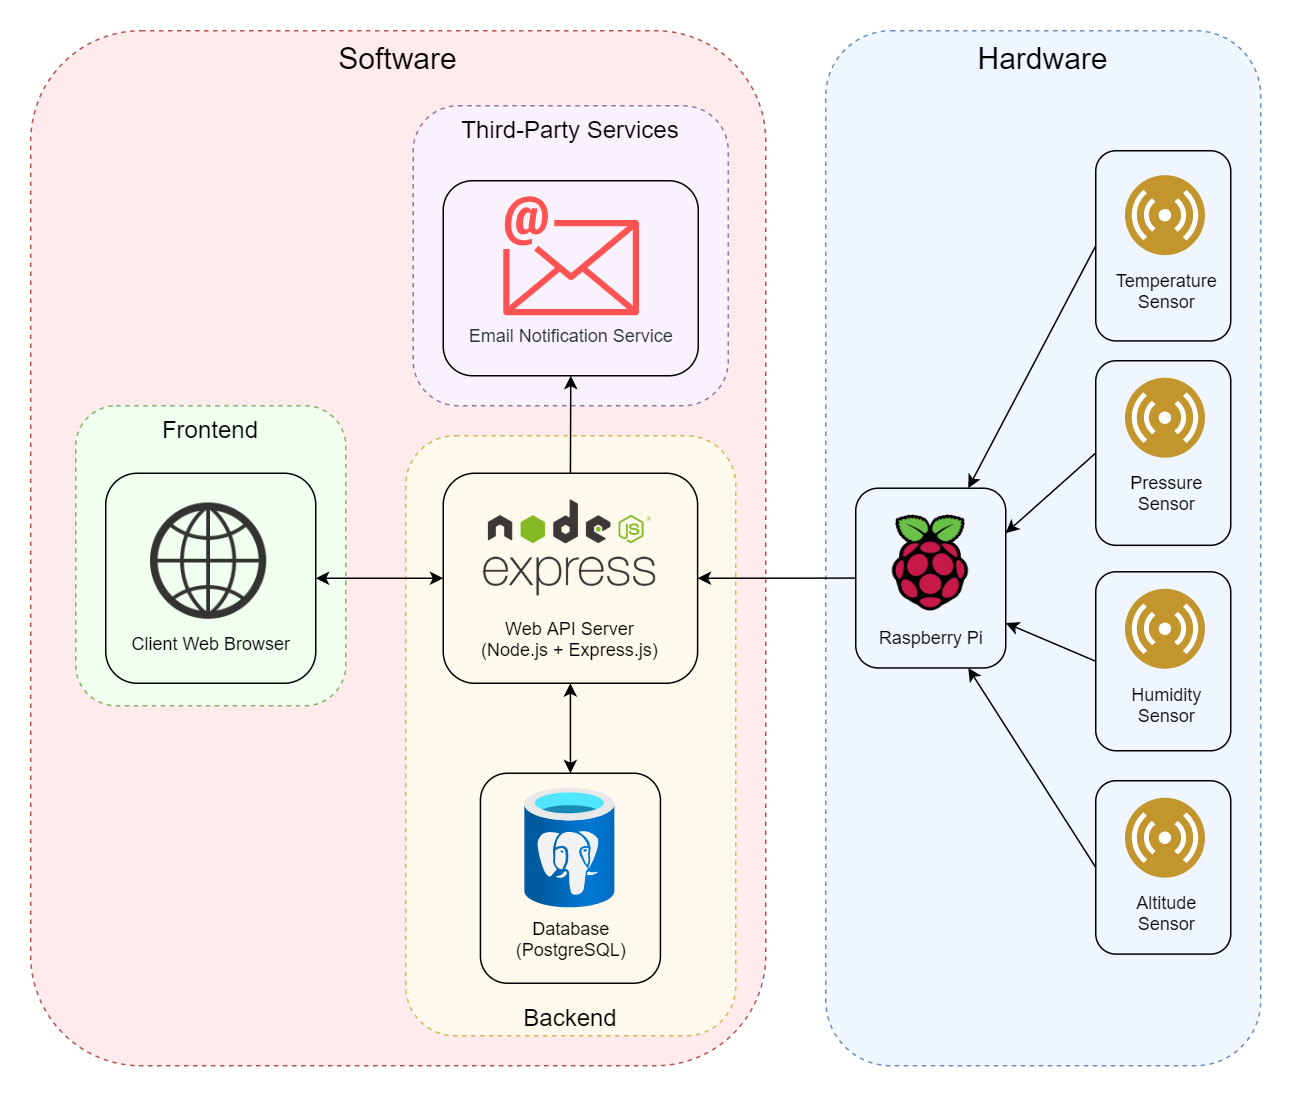 Software
Hardware
Third-Party Services
@
Email Notification Service
Frontend
Client Web Browser
node
JS
express
Web API Server
(Node.js + Express.js)
Database
(PostgreSQL)
Backend
Raspberry Pi
Temperature
Sensor
Pressure
Sensor
Humidity
Sensor
Altitude
Sensor